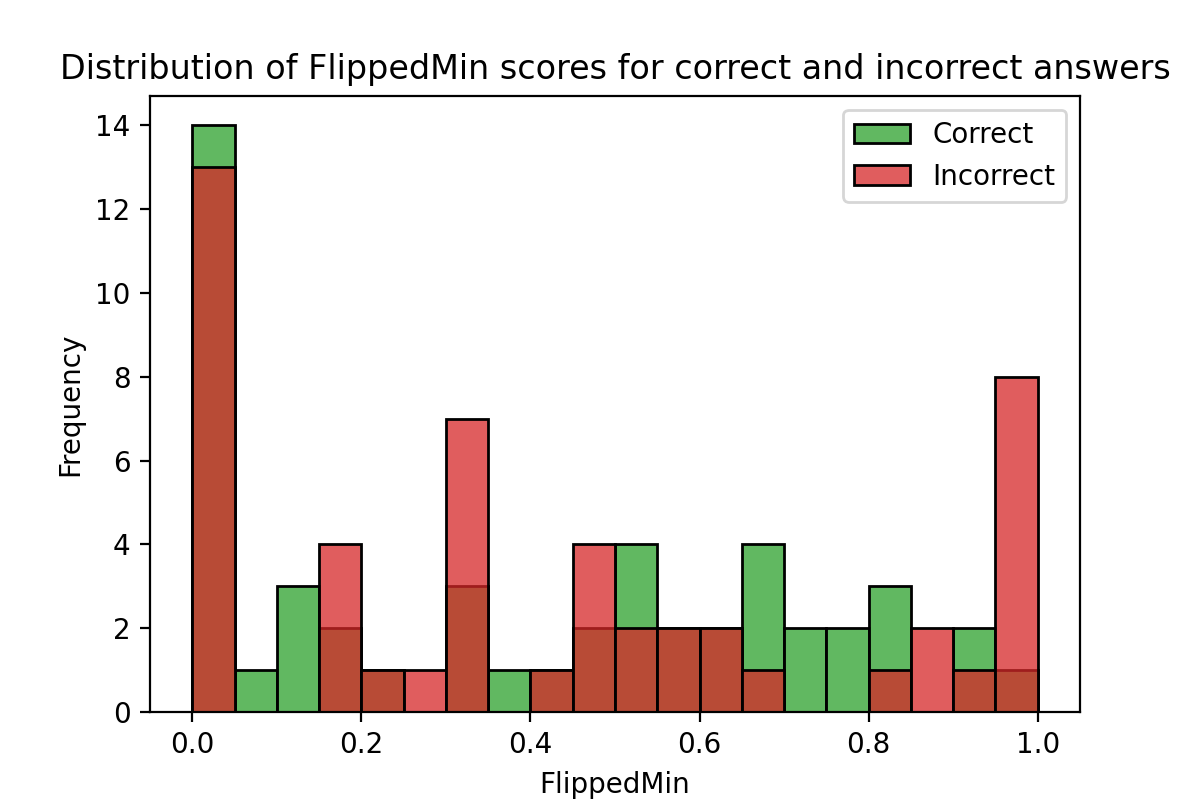 Distribution of FlippedMin scores for correct and incorrect answers
Correct
Incorrect
14
12
10
8
6
4
2
0
Frequency
0.0 0.2 0.4 0.6 0.8 1.0
FlippedMin